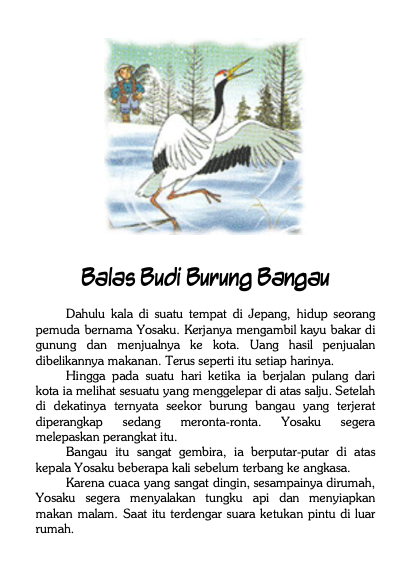 Balas Budi Burung Bangau
Dahulu kala di suatu tempat di Jepang, hidup seorang
pemuda bernama Yosaku. Kerjanya mengambil kayu bakar di
gunung dan menjualnya ke kota. Uang hasil penjualan
dibelikannya makanan. Terus seperti itu setiap harinya.
Hingga pada suatu hari ketika ia berjalan pulang dari
kota ia melihat sesuatu yang menggelepar di atas salju. Setelah
di dekatinya ternyata seekor burung bangau yang terjerat
diperangkap sedang meronta-ronta. Yosaku segera
melepaskan perangkat itu.
Bangau itu sangat gembira, ia berputar-putar di atas
kepala Yosaku beberapa kali sebelum terbang ke angkasa.
Karena cuaca yang sangat dingin, sesampainya dirumah,
Yosaku segera menyalakan tungku api dan menyiapkan
makan malam. Saat itu terdengar suara ketukan pintu di luar
rumah.